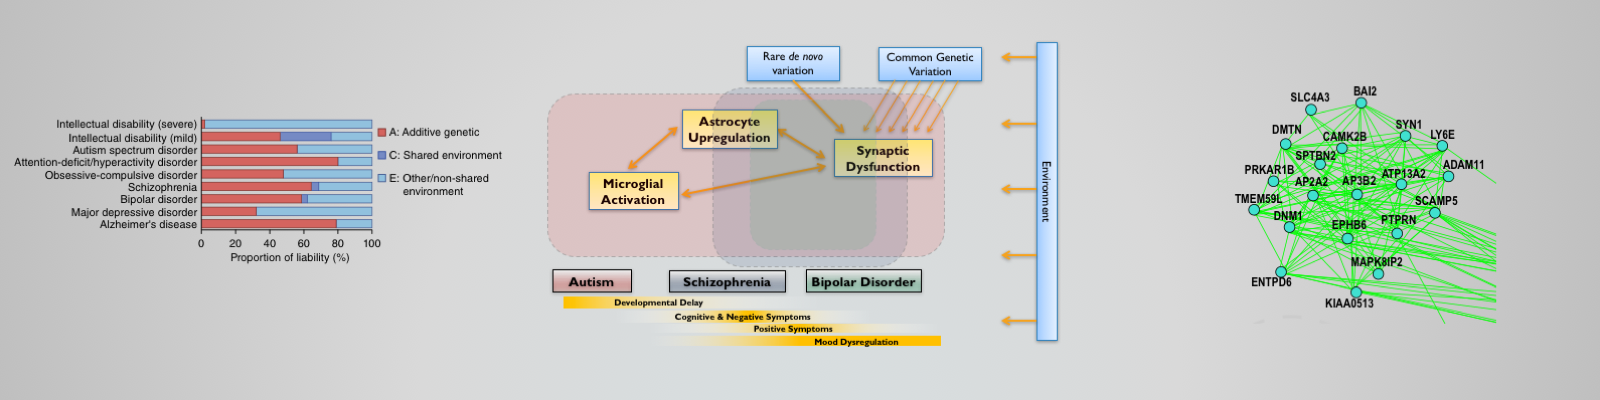 Intellectual disability (severe)
Intellectual disability (mild)
Autism spectrum disorder
Attention-deficit/hyperactivity disorder
Obsessive-compulsive disorder
Schizophrenia
Bipolar disorder
Major depressive disorder
Alzheimer's disease
0 20 40 60 80 100
Proportion of liability (%)
A: Additive genetic
C: Shared environment
E: Other/non-shared
environment
Rare de novo
variation
Common Genetic
Variation
Astrocyte
Upregulation
Synaptic
Dysfunction
Microglial
Activation
Autism
Schizophrenia
Bipolar Disorder
Developmental Delay
Cognitive & Negative Symptoms
Positive Symptoms
Mood Dysregulation
Environment
BAI2
SLC4A3
SYN1
DMTN
CAMK2B
LY6E
SPTBN2
ADAM11
PRKAR1B
ATP13A2
AP2A2
AP3B2
TMEM59L
SCAMP5
DNM1
PTPRN
EPHB6
MAPK8IP2
ENTPD6
KIAA0513